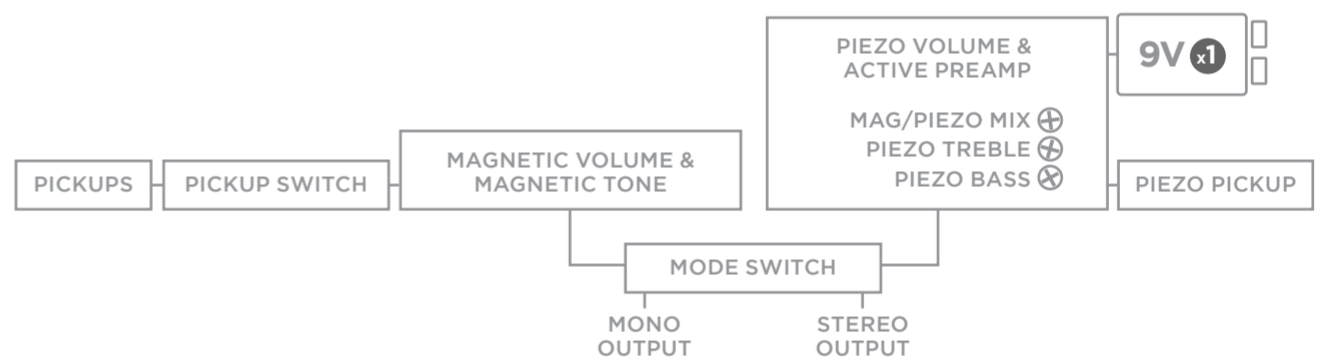 PIEZO VOLUME &
ACTIVE PREAMP
9V x1
MAG/PIEZO MIX
PIEZO TREBLE
PIEZO BASS
MAGNETIC VOLUME &
MAGNETIC TONE
PICKUPS
PICKUP SWITCH
PIEZO PICKUP
MODE SWITCH
MONO
OUTPUT
STEREO
OUTPUT